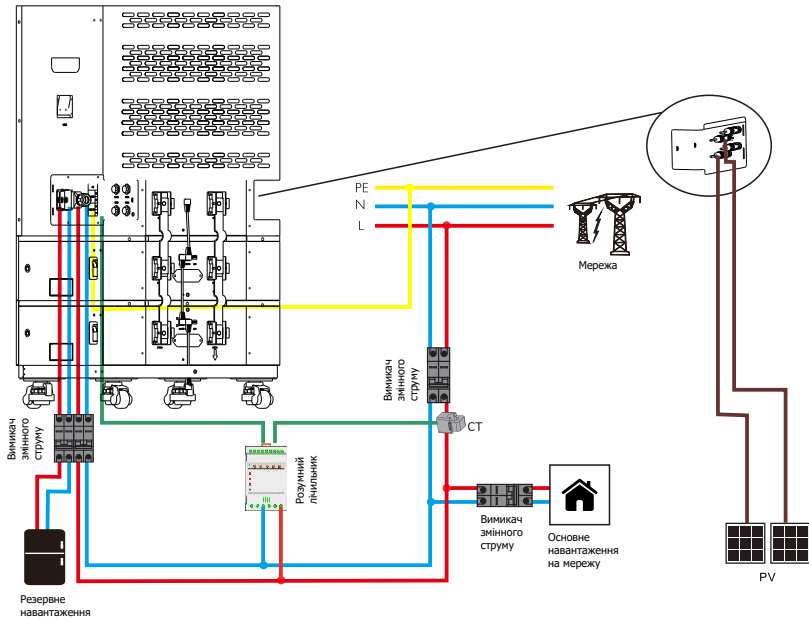 PE
N
L
Мережа
Вимикач
змінного
струму
CT
Вимикач
змінного
струму
Розумний
лічильник
Вимикач
змінного
струму
Основне
навантаження
на мережу
PV
Резервне
навантаження